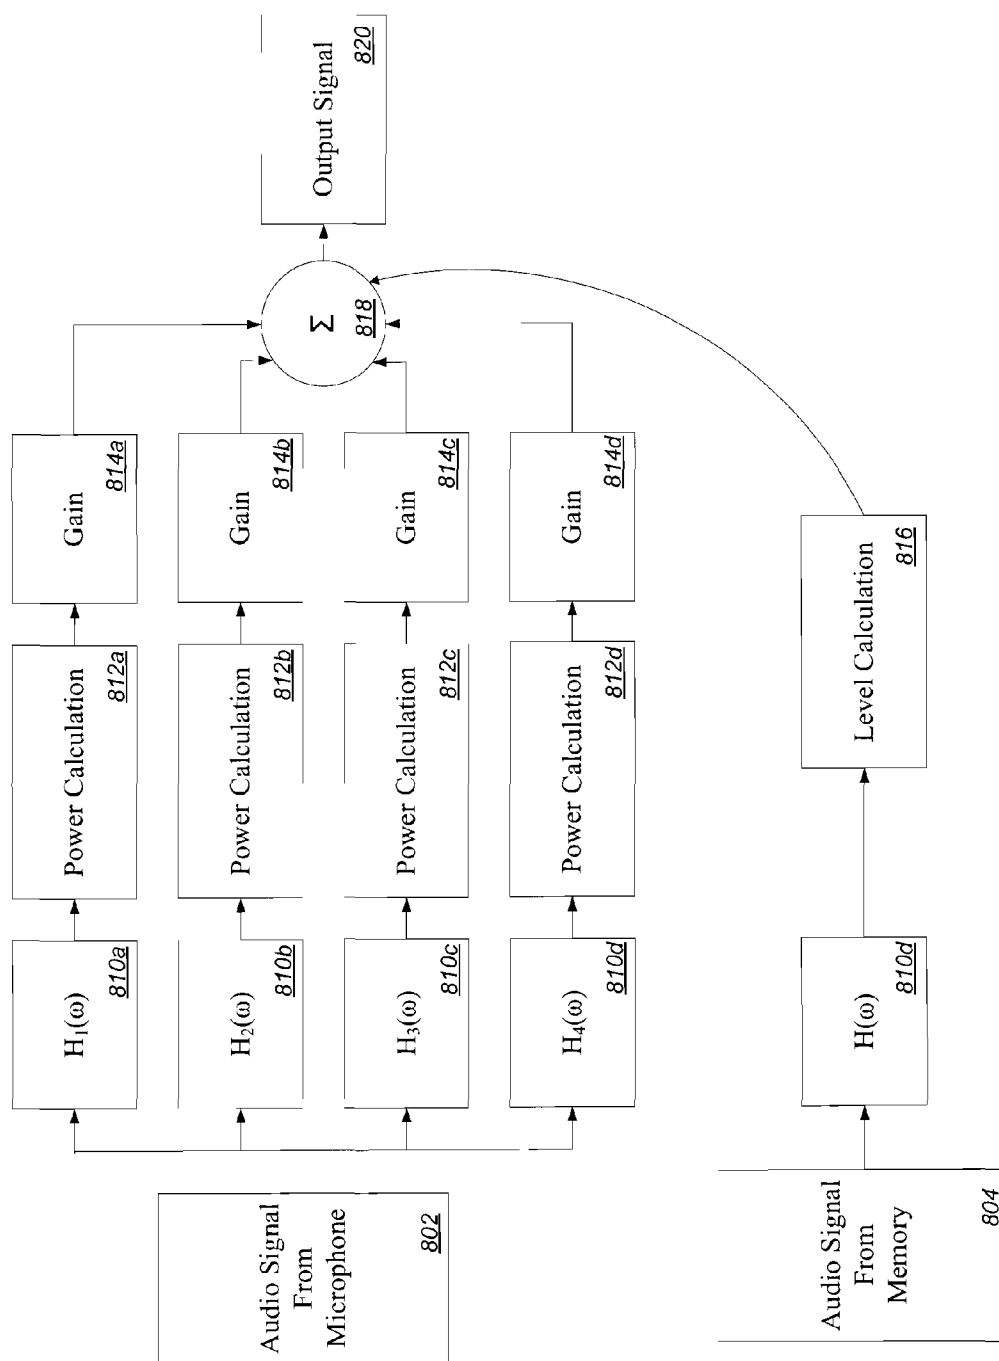 Audio Signal
From
Microphone
802
H₁(ω)
810a
Power Calculation
812a
Gain
814a
H₂(ω)
810b
Power Calculation
812b
Gain
814b
H₃(ω)
810c
Power Calculation
812c
Gain
814c
H₄(ω)
810d
Power Calculation
812d
Gain
814d
Σ
818
Output Signal
820
Audio Signal
From
Memory
804
H(ω)
810d
Level Calculation
816